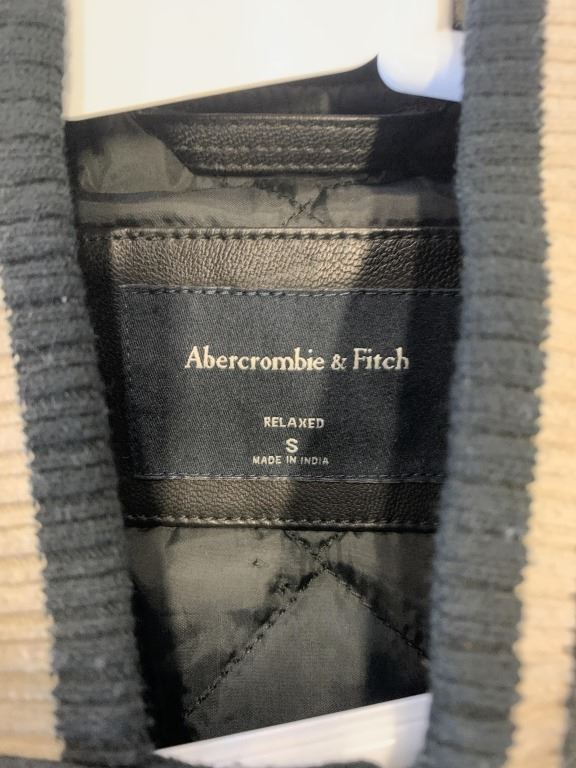 Abercrombie & Fitch
RELAXED
S
MADE IN INDIA